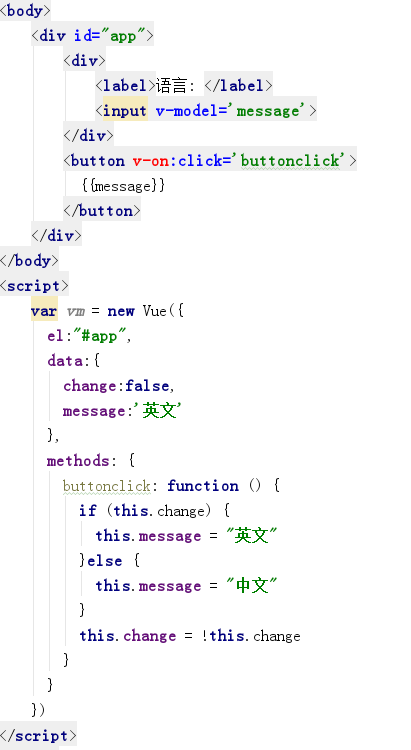 <body>
<div id="app">
<div>
<label>语言: </label>
<input v-model='message'>
</div>
<button v-on:click='buttonclick'>
{{message}}
</button>
</div>
</body>
<script>
var vm = new Vue({
el:"#app",
data:{
change:false,
message:'英文'
},
methods: {
buttonclick: function () {
if (this.change) {
this.message = "英文"
}else {
this.message = "中文"
}
this.change = !this.change
}
}
})
</script>